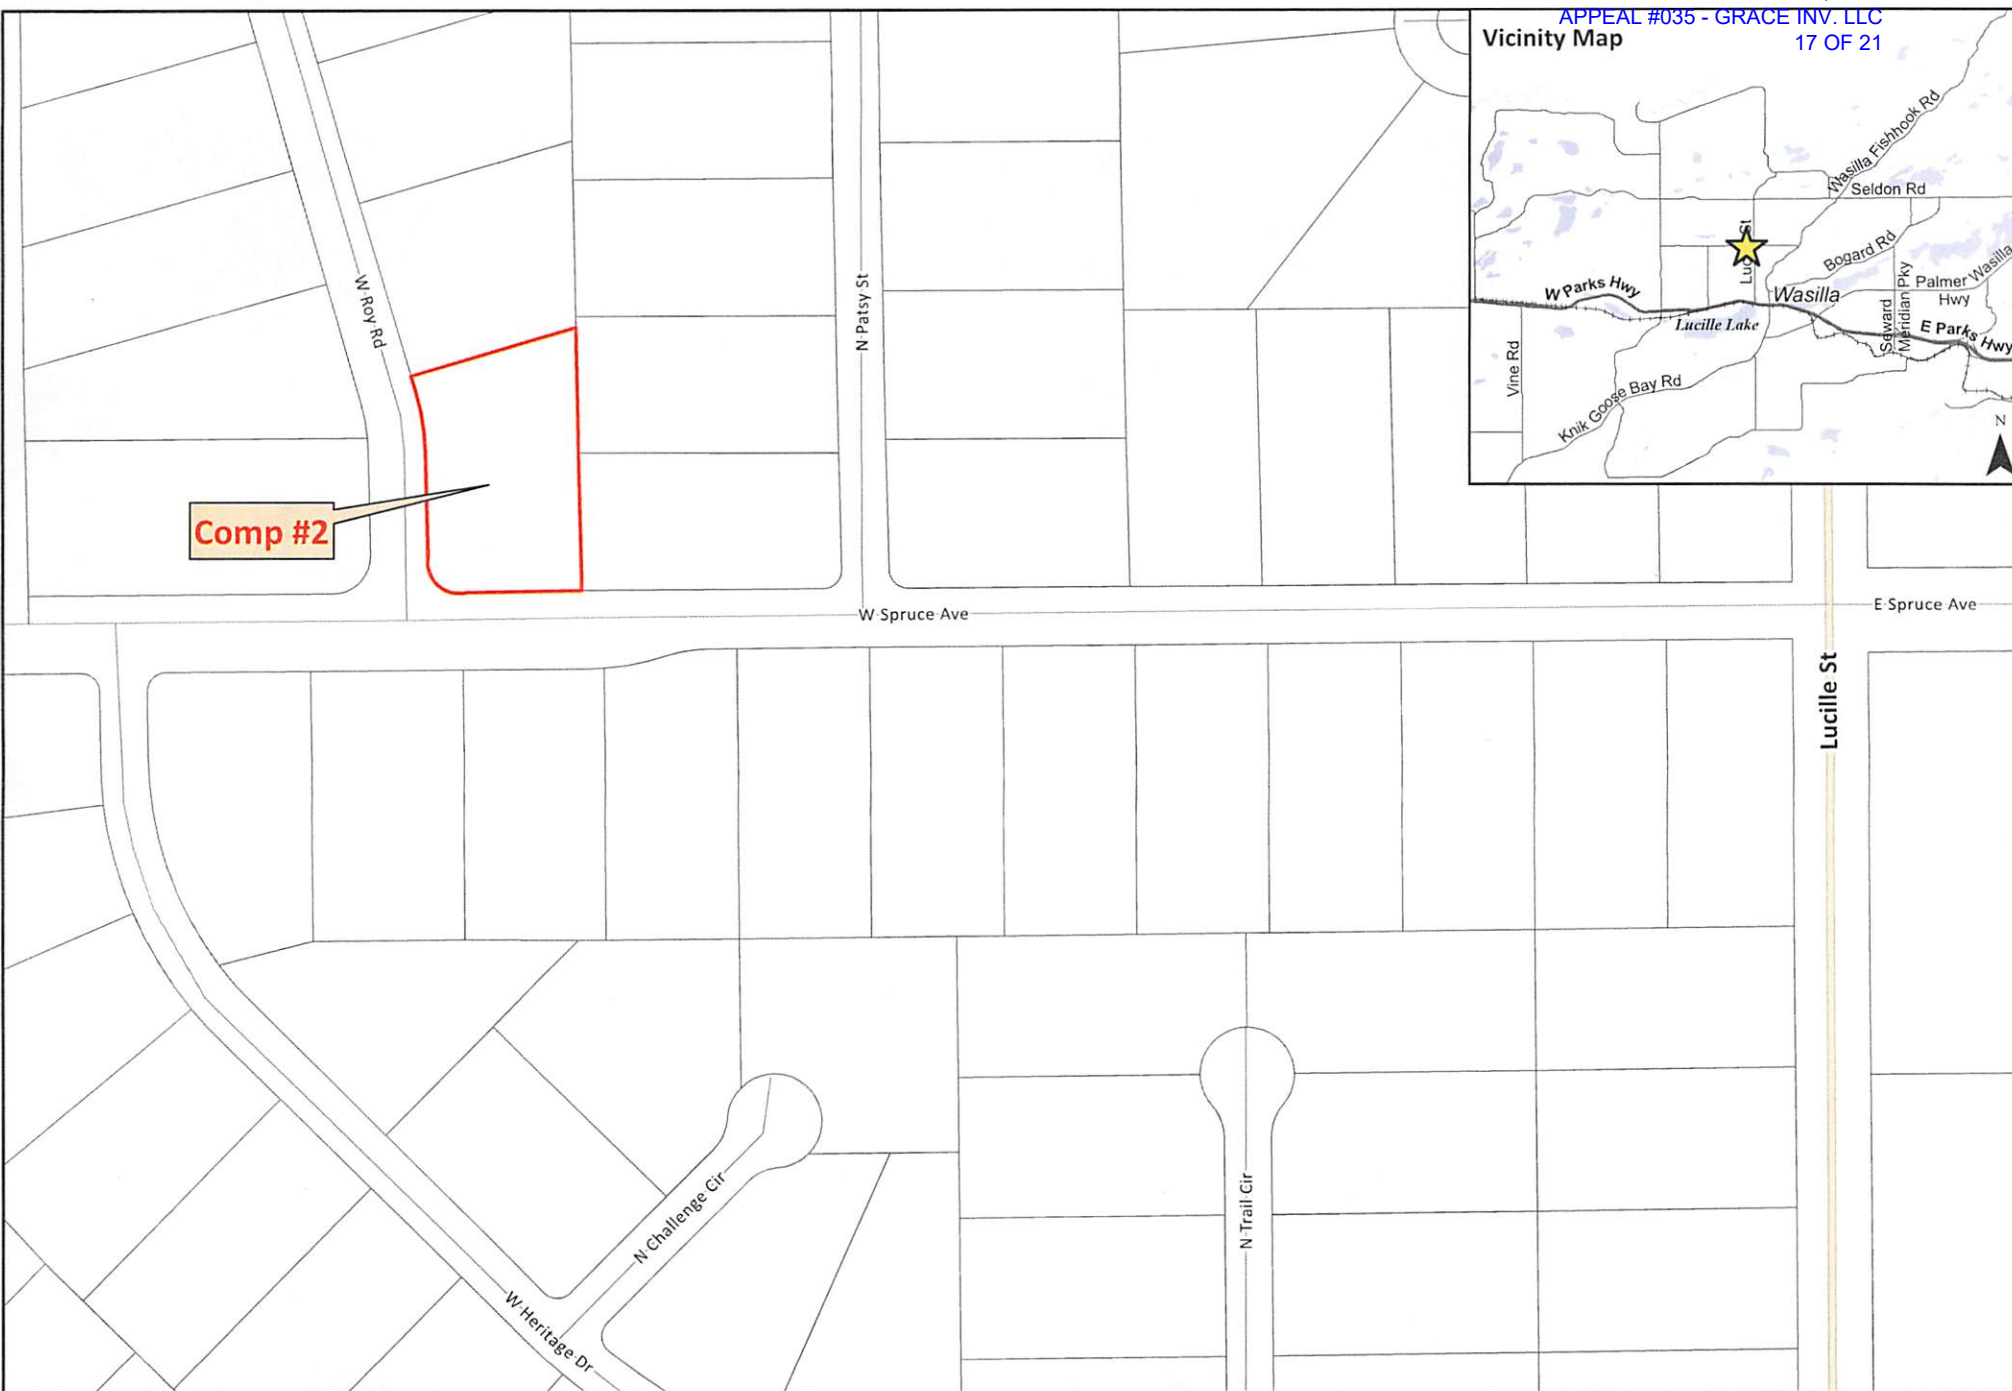 APPEAL #035 - GRACE INV. LLC
17 OF 21
Vicinity Map
Wasilla Fishhook Rd
Seldon Rd
Bogard Rd
W Parks Hwy
Wasilla
Lucille Lake
Seward
Meridian Pky
Palmer Wasilla
Hwy
E Parks Hwy
Vine Rd
Knik Goose Bay Rd
N
W Roy Rd
N Patsy St
Comp #2
W Spruce Ave
E Spruce Ave
Lucille St
N Challenge Cir
N Trail Cir
W Heritage Dr